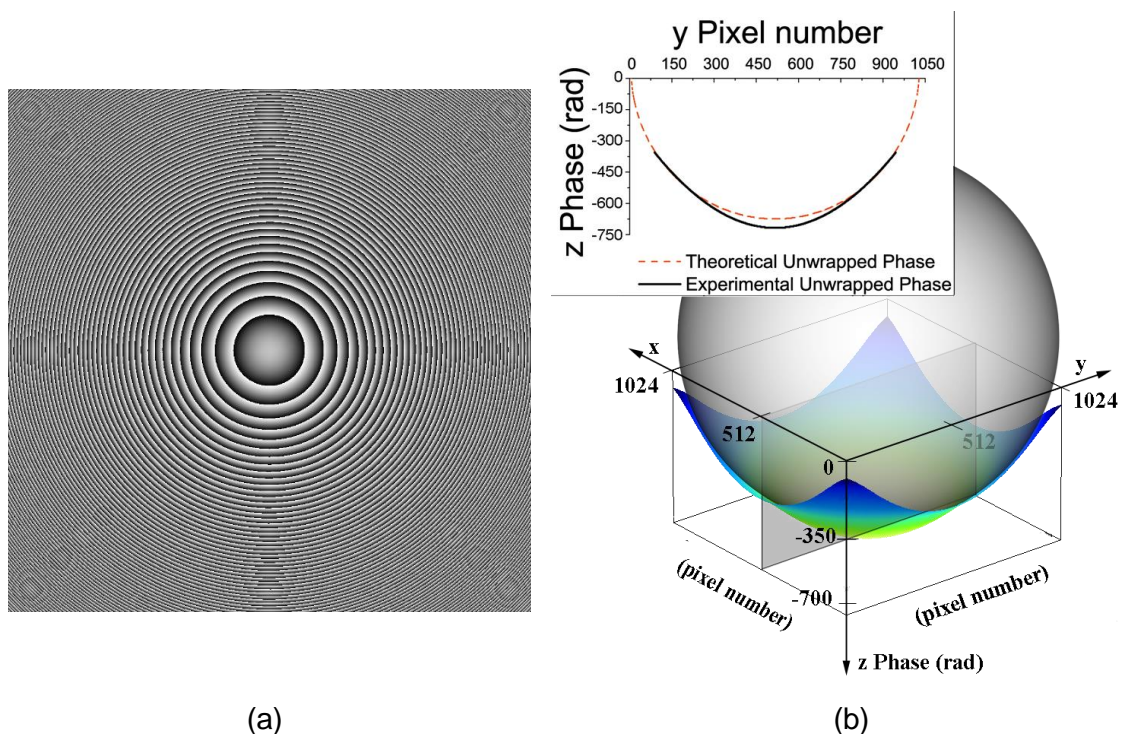 y Pixel number
0 150 300 450 600 750 900 1050
z Phase (rad)
0
-150
-300
-450
-600
-750
Theoretical Unwrapped Phase
Experimental Unwrapped Phase
x
y
1024
1024
512
512
0
-350
-700
(pixel number)
(pixel number)
z Phase (rad)
(a)
(b)